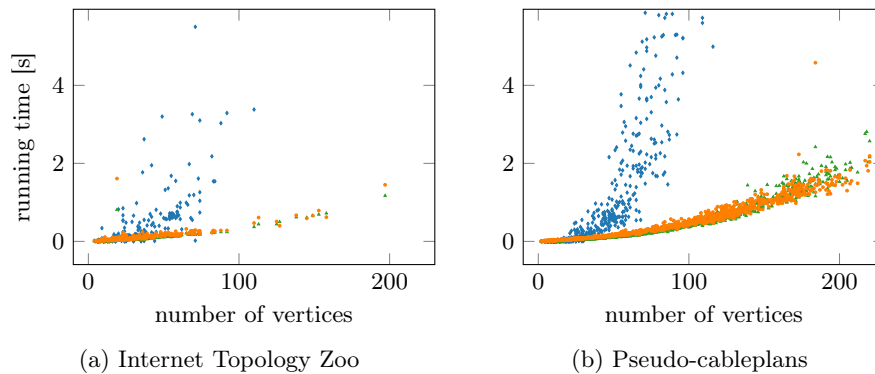 4
2
0
0
100
200
running time [s]
number of vertices
(a) Internet Topology Zoo
4
2
0
0
100
200
number of vertices
(b) Pseudo-cableplans